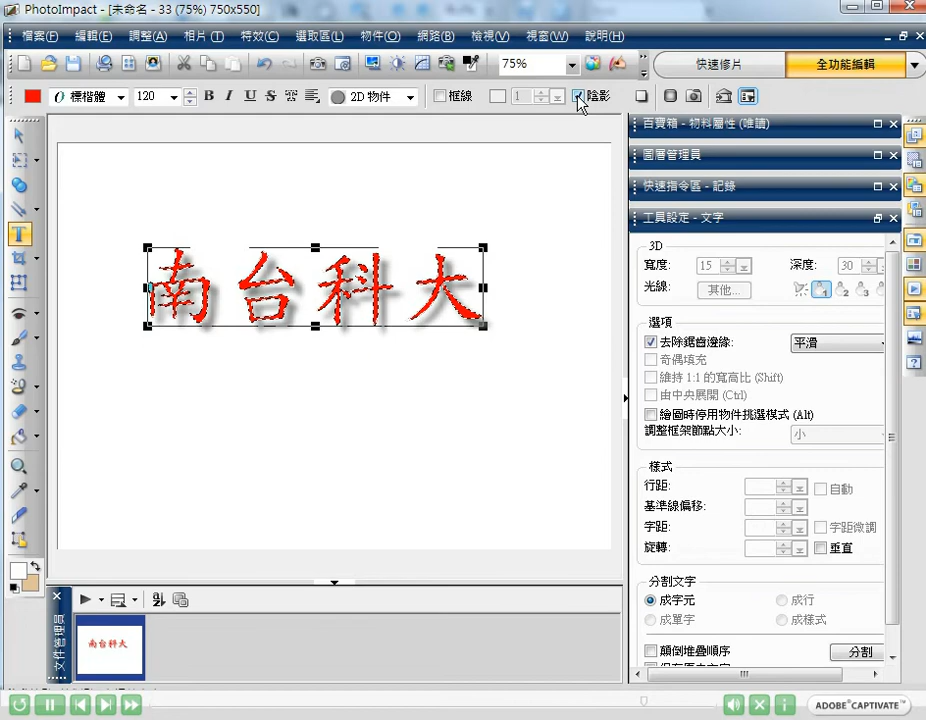 PhotoImpact - [未命名 - 33 (75%) 750x550]
檔案(F) 編輯(E) 調整(A) 相片(T) 特效(C) 選取區(L) 物件(O) 網路(B) 檢視(V) 視窗(W) 說明(H)
75% 快速修片 全功能編輯
標楷體 120 B I U S 2D 物件 框線 1 陰影
百寶箱 - 物料屬性 (唯讀)
圖層管理員
快速指令區 - 記錄
工具設定 - 文字
3D
寬度: 15 深度: 30
光線: 其他... 1 2 3
選項
去除鋸齒邊緣: 平滑
奇偶填充
維持 1:1 的寬高比 (Shift)
由中央展開 (Ctrl)
繪圖時停用物件挑選模式 (Alt)
調整框架節點大小: 小
樣式
行距: 自動
基準線偏移:
字距: 字距微調
旋轉: 垂直
分割文字
成字元 成行
成單字 成樣式
顛倒堆疊順序 分割
南台科大
文件管理員
南台科大
ADOBE CAPTIVATE